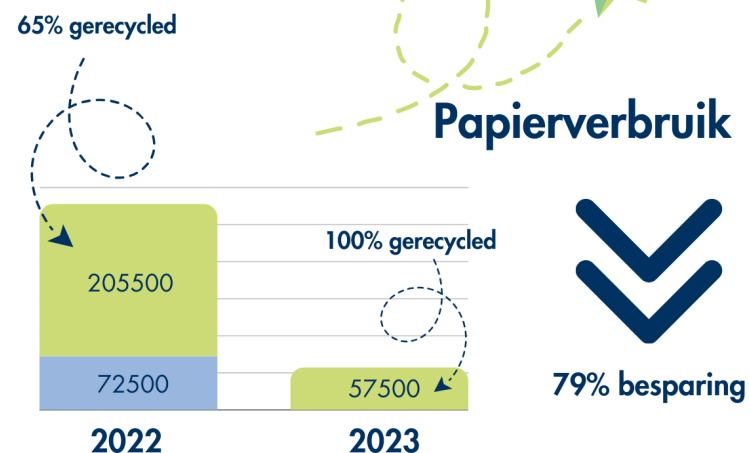 65% gerecycled
Papierverbruik
100% gerecycled
205500
72500
57500
79% besparing
2022
2023